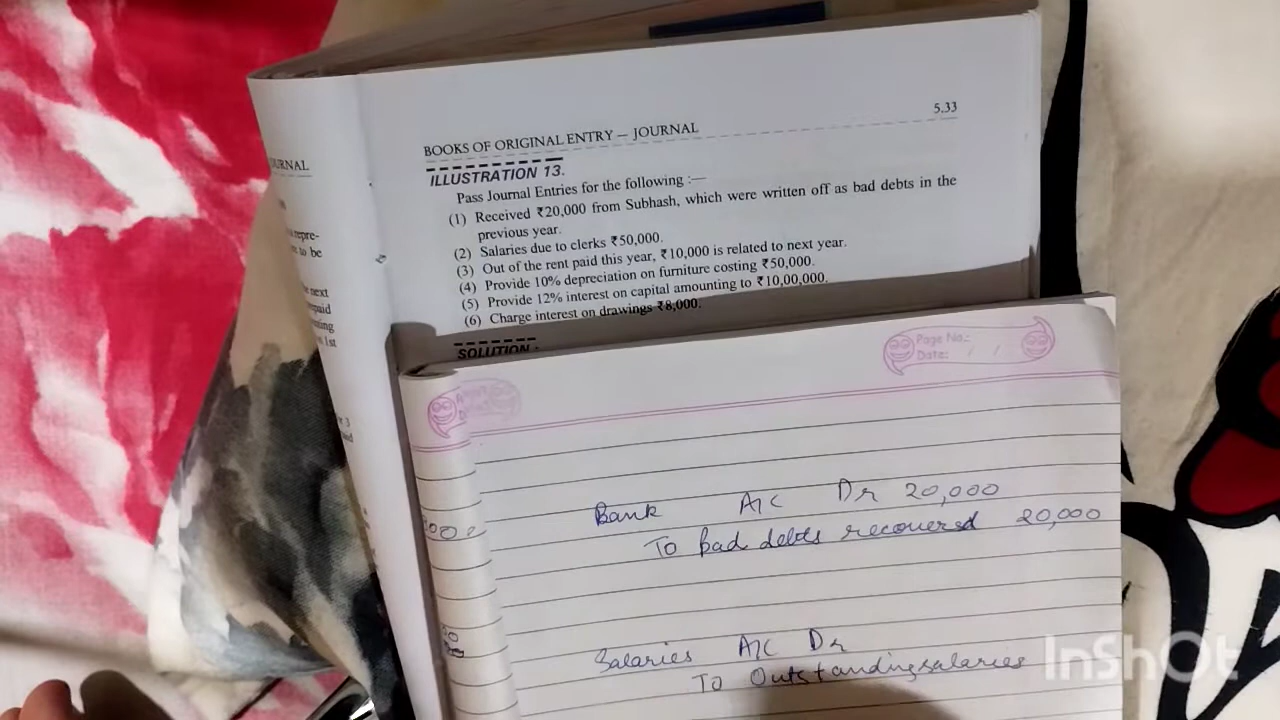 5.33
BOOKS OF ORIGINAL ENTRY – JOURNAL
ILLUSTRATION 13.
Pass Journal Entries for the following :—
(1) Received ₹20,000 from Subhash, which were written off as bad debts in the
previous year.
(2) Salaries due to clerks ₹50,000.
(3) Out of the rent paid this year, ₹10,000 is related to next year.
(4) Provide 10% depreciation on furniture costing ₹50,000.
(5) Provide 12% interest on capital amounting to ₹10,00,000.
(6) Charge interest on drawings ₹8,000.
SOLUTION :
Page No.:
Date: / /
Bank A/C Dr 20,000
To bad debts recovered 20,000
Salaries A/C Dr
To Outstanding salaries
InShOt